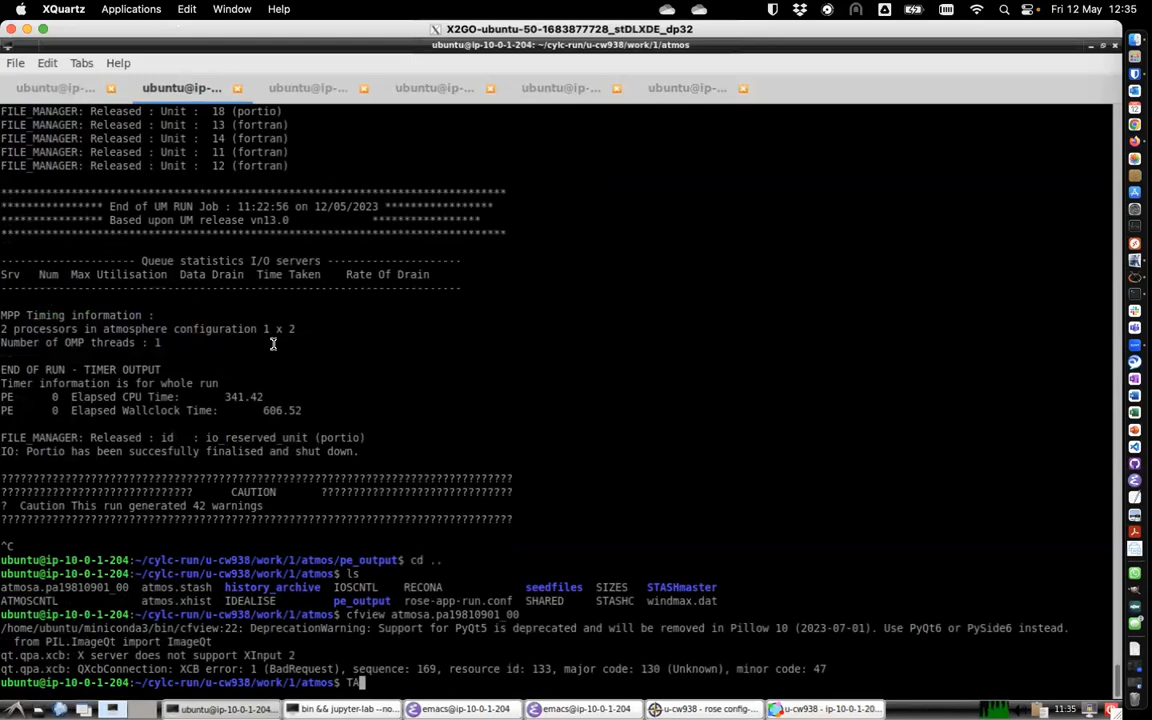 XQuartz Applications Edit Window Help Fri 12 May 12:35
X2GO-ubuntu-50-1683877728_stDLXDE_dp32
ubuntu@ip-10-0-1-204: ~/cylc-run/u-cw938/work/1/atmos
File Edit Tabs Help
ubuntu@ip-... ubuntu@ip-... ubuntu@ip-... ubuntu@ip-... ubuntu@ip-... ubuntu@ip-...
FILE_MANAGER: Released : Unit : 18 (portio)
FILE_MANAGER: Released : Unit : 13 (fortran)
FILE_MANAGER: Released : Unit : 14 (fortran)
FILE_MANAGER: Released : Unit : 11 (fortran)
FILE_MANAGER: Released : Unit : 12 (fortran)
********************************************************************************
**************** End of UM RUN Job : 11:22:56 on 12/05/2023 *****************
**************** Based upon UM release vn13.0 *****************
********************************************************************************
--------------------- Queue statistics I/O servers ---------------------
Srv Num Max Utilisation Data Drain Time Taken Rate Of Drain
-------------------------------------------------------------------------
MPP Timing information :
2 processors in atmosphere configuration 1 x 2
Number of OMP threads : 1
END OF RUN - TIMER OUTPUT
Timer information is for whole run
PE 0 Elapsed CPU Time: 341.42
PE 0 Elapsed Wallclock Time: 606.52
FILE_MANAGER: Released : id : io_reserved_unit (portio)
IO: Portio has been succesfully finalised and shut down.
?????????????????????????????????????????????????????????????????????????????????
?????????????????????????????? CAUTION ??????????????????????????????
? Caution This run generated 42 warnings
?????????????????????????????????????????????????????????????????????????????????
^C
ubuntu@ip-10-0-1-204:~/cylc-run/u-cw938/work/1/atmos/pe_output$ cd ..
ubuntu@ip-10-0-1-204:~/cylc-run/u-cw938/work/1/atmos$ ls
atmosa.pa19810901_00 atmos.stash history_archive IOSCNTL RECONA seedfiles SIZES STASHmaster
ATMOSCNTL atmos.xhist IDEALISE pe_output rose-app-run.conf SHARED STASHC windmax.dat
ubuntu@ip-10-0-1-204:~/cylc-run/u-cw938/work/1/atmos$ cfview atmosa.pa19810901_00
/home/ubuntu/miniconda3/bin/cfview:22: DeprecationWarning: Support for PyQt5 is deprecated and will be removed in Pillow 10 (2023-07-01). Use PyQt6 or PySide6 instead.
from PIL.ImageQt import ImageQt
qt.qpa.xcb: X server does not support XInput 2
qt.qpa.xcb: QXcbConnection: XCB error: 1 (BadRequest), sequence: 169, resource id: 133, major code: 130 (Unknown), minor code: 47
ubuntu@ip-10-0-1-204:~/cylc-run/u-cw938/work/1/atmos$ TA
ubuntu@ip-10-0-1-204... bin && jupyter-lab --no... emacs@ip-10-0-1-204 emacs@ip-10-0-1-204 u-cw938 - rose config-... u-cw938 - ip-10-0-1-20... 11:35